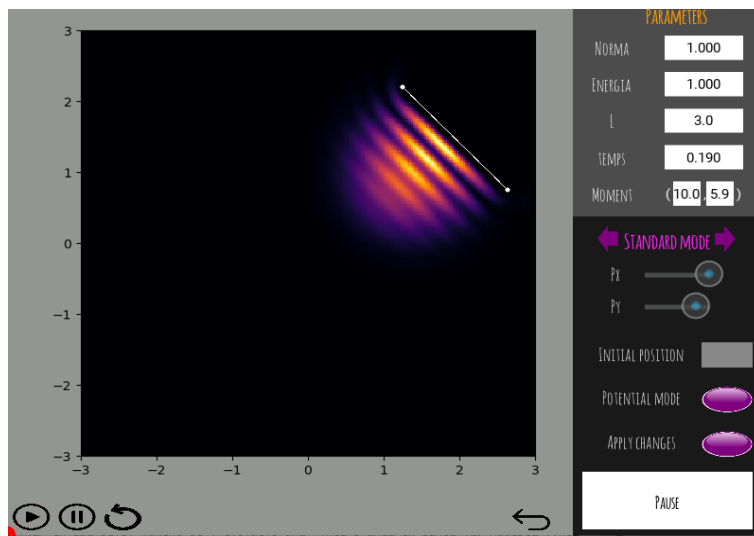 PARAMETERS
NORMA 1.000
ENERGIA 1.000
L 3.0
TEMPS 0.190
MOMENT (10.0,5.9)
STANDARD MODE
PX
PY
INITIAL POSITION
POTENTIAL MODE
APPLY CHANGES
PAUSE
3
2
1
0
−1
−2
−3
−3 −2 −1 0 1 2 3